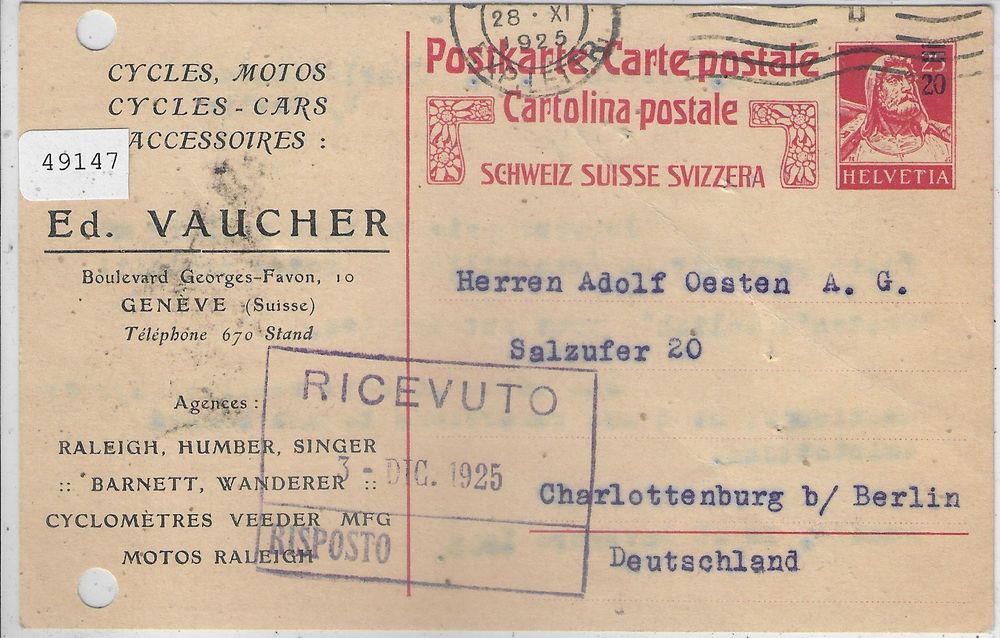 CYCLES, MOTOS
CYCLES - CARS
ACCESSOIRES :
49147
Ed. VAUCHER
Boulevard Georges-Favon, 10
GENÈVE (Suisse)
Téléphone 670 Stand
Agences :
RALEIGH, HUMBER, SINGER
:: BARNETT, WANDERER ::
CYCLOMÈTRES VEEDER MFG
MOTOS RALEIGH
28 · XI
1925
Postkarte Carte postale
Cartolina postale
SCHWEIZ SUISSE SVIZZERA
20
HELVETIA
Herren Adolf Oesten A. G.
Salzufer 20
Charlottenburg b/ Berlin
Deutschland
RICEVUTO
3 - DIC. 1925
RISPOSTO